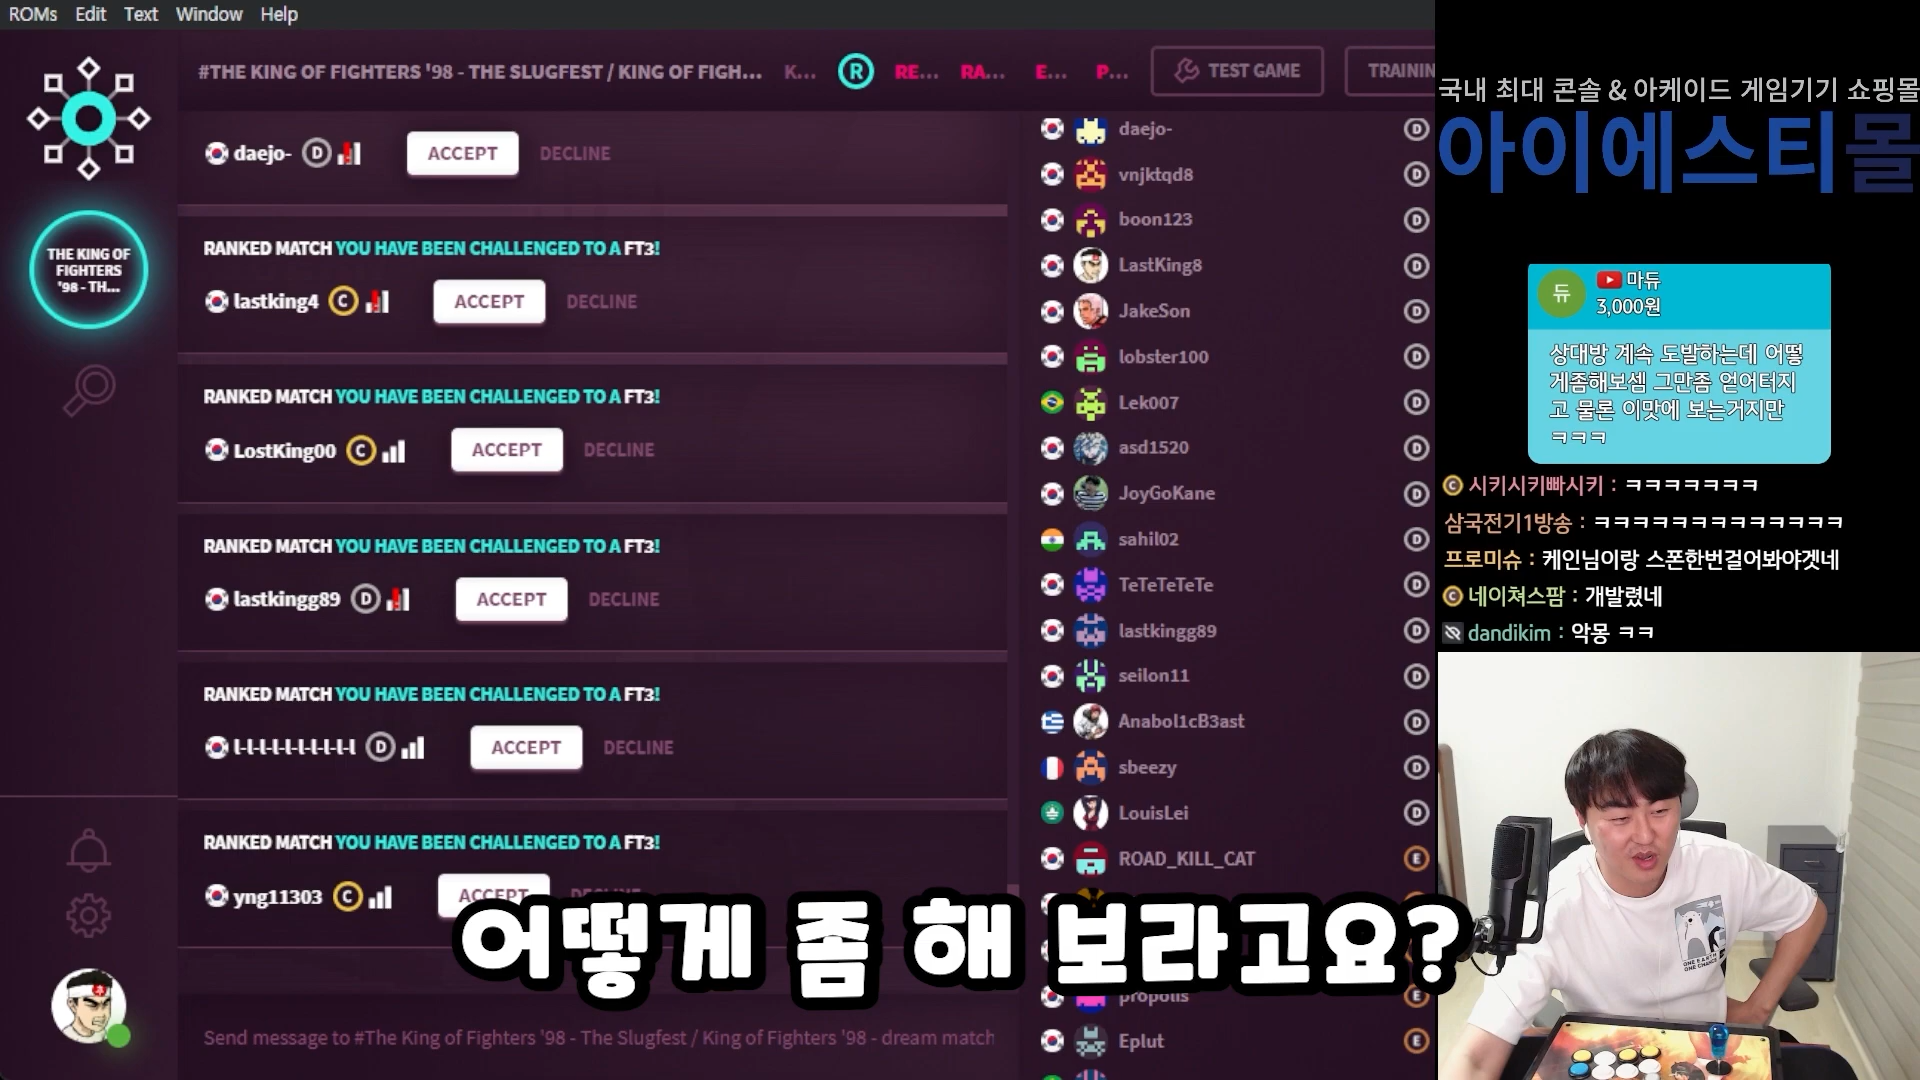 ROMs Edit Text Window Help
#THE KING OF FIGHTERS '98 - THE SLUGFEST / KING OF FIGH... K... R RE... RA... E... P... TEST GAME TRAININ
THE KING OF
FIGHTERS
'98 - TH...
daejo- D ACCEPT DECLINE
RANKED MATCH YOU HAVE BEEN CHALLENGED TO A FT3!
lastking4 C ACCEPT DECLINE
RANKED MATCH YOU HAVE BEEN CHALLENGED TO A FT3!
LostKing00 C ACCEPT DECLINE
RANKED MATCH YOU HAVE BEEN CHALLENGED TO A FT3!
lastkingg89 D ACCEPT DECLINE
RANKED MATCH YOU HAVE BEEN CHALLENGED TO A FT3!
D ACCEPT DECLINE
RANKED MATCH YOU HAVE BEEN CHALLENGED TO A FT3!
yng11303 C ACCEPT DECLINE
Send message to #The King of Fighters '98 - The Slugfest / King of Fighters '98 - dream match
daejo- D
vnjktqd8 D
boon123 D
LastKing8 D
JakeSon D
lobster100 D
Lek007 D
asd1520 D
JoyGoKane D
sahil02 D
TeTeTeTeTe D
lastkingg89 D
seilon11 D
Anabol1cB3ast D
sbeezy D
LouisLei D
ROAD_KILL_CAT E
propolis E
Eplut E
어떻게 좀 해 보라고요?
국내 최대 콘솔 & 아케이드 게임기기 쇼핑몰
아이에스티몰
듀 마듀
3,000원
상대방 계속 도발하는데 어떻
게좀해보셈 그만좀 얻어터지
고 물론 이맛에 보는거지만
ㅋㅋㅋ
C 시키시키빠시키 : ㅋㅋㅋㅋㅋㅋㅋ
삼국전기1방송 : ㅋㅋㅋㅋㅋㅋㅋㅋㅋㅋㅋㅋㅋ
프로미슈 : 케인님이랑 스폰한번걸어봐야겟네
C 네이쳐스팜 : 개발렸네
dandikim : 악몽 ㅋㅋ
ONE EARTH
ONE CHANCE